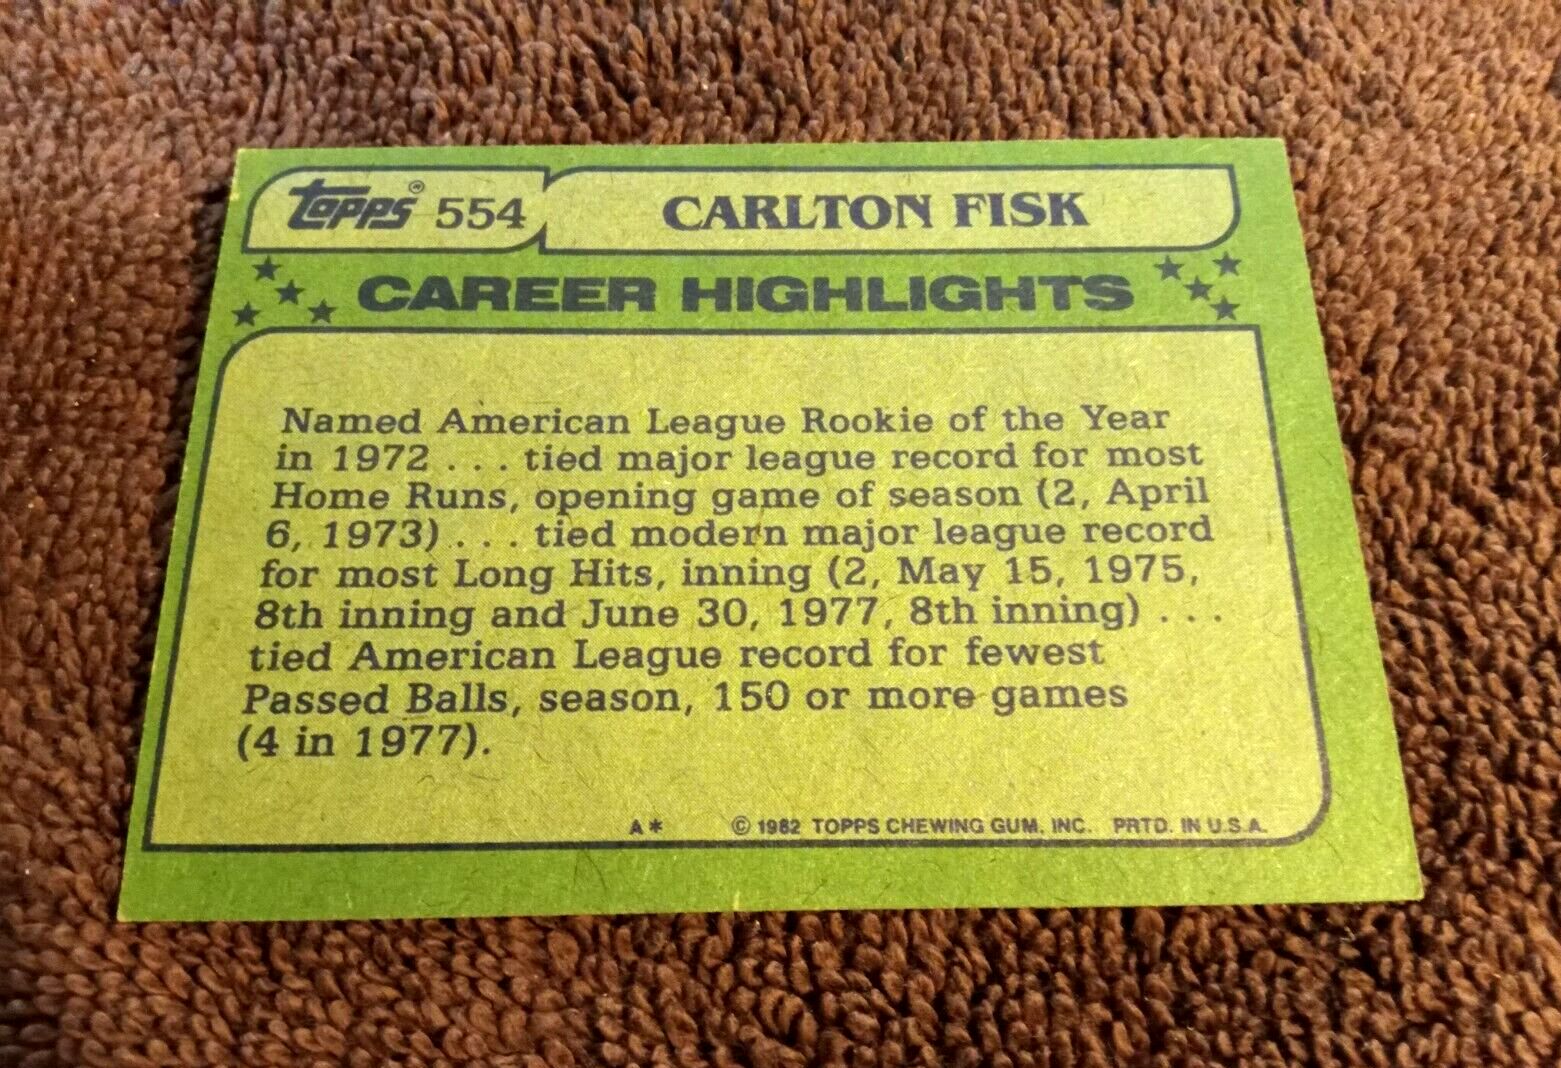 Topps® 554 CARLTON FISK
CAREER HIGHLIGHTS
Named American League Rookie of the Year
in 1972 . . . tied major league record for most
Home Runs, opening game of season (2, April
6, 1973) . . . tied modern major league record
for most Long Hits, inning (2, May 15, 1975,
8th inning and June 30, 1977, 8th inning) . . .
tied American League record for fewest
Passed Balls, season, 150 or more games
(4 in 1977).
A* © 1982 TOPPS CHEWING GUM, INC. PRTD. IN U.S.A.